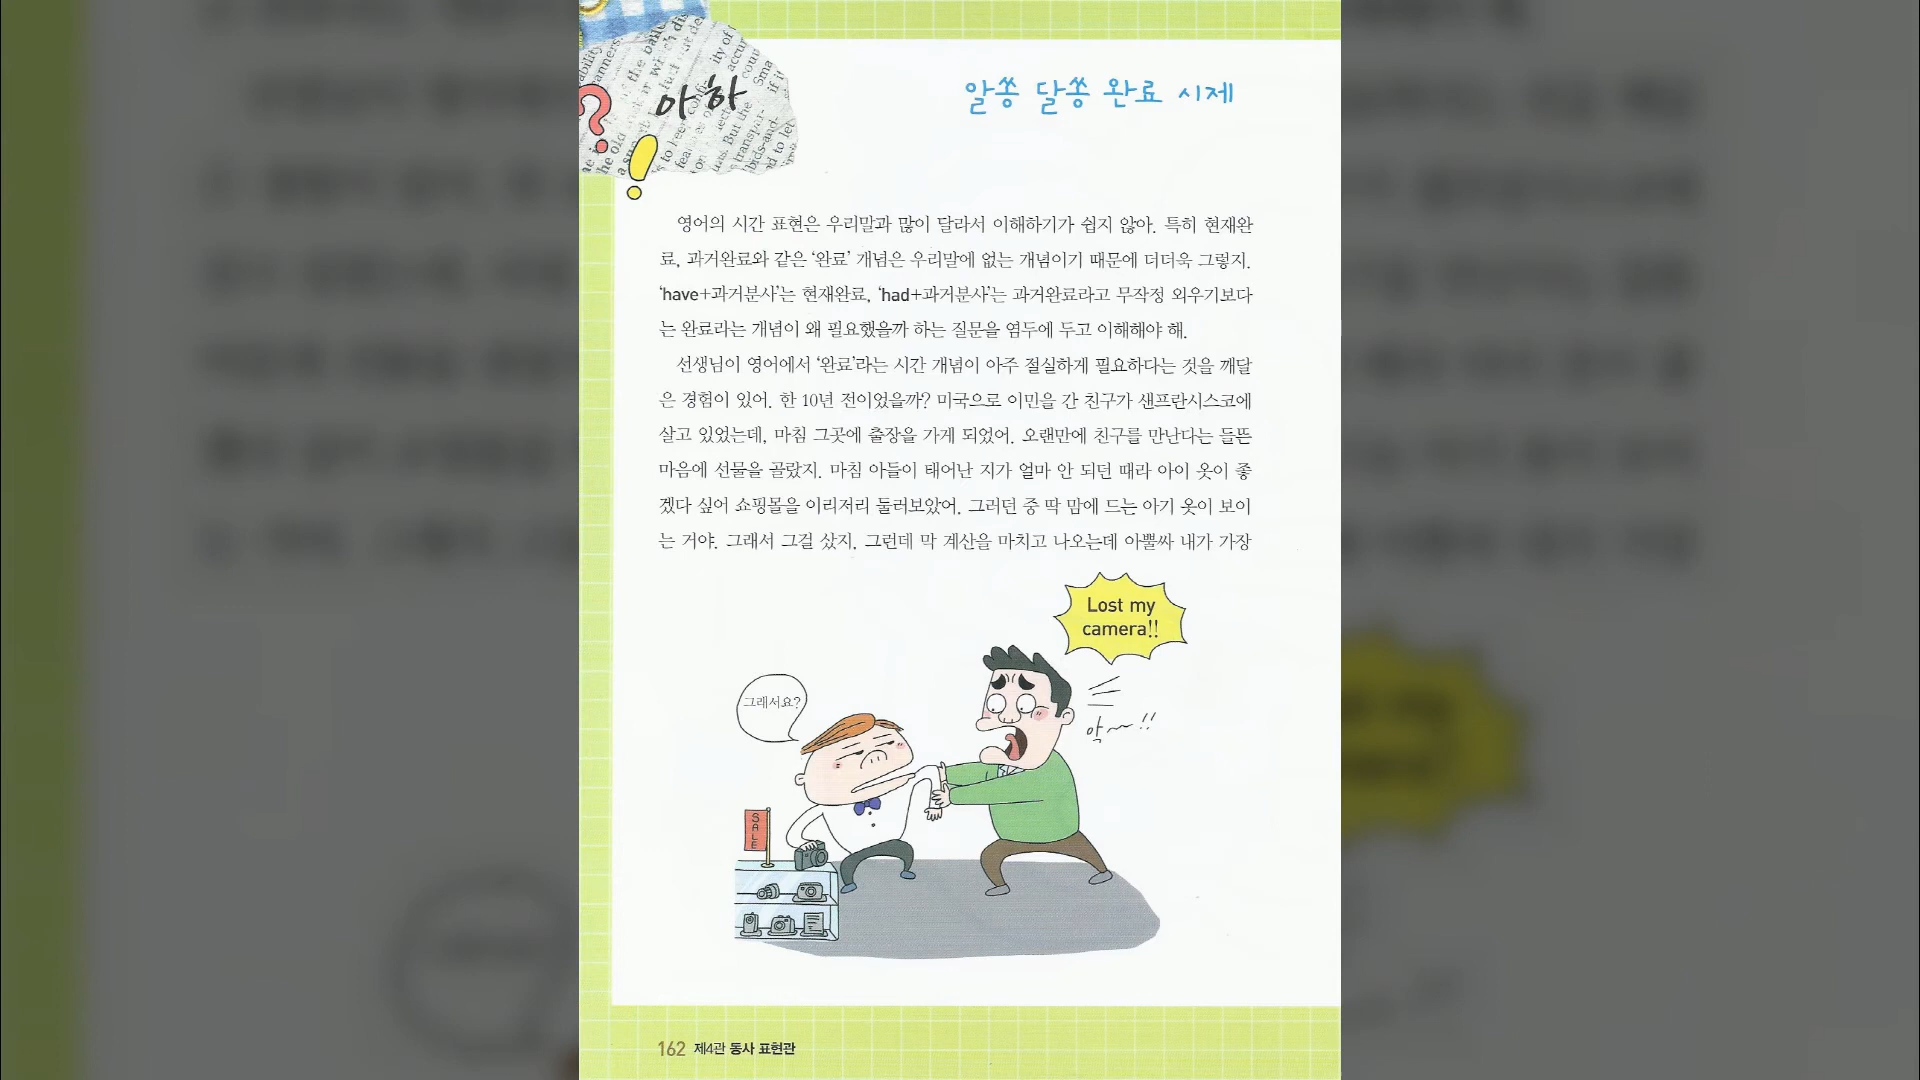 아하
알쏭 달쏭 완료 시제
영어의 시간 표현은 우리말과 많이 달라서 이해하기가 쉽지 않아. 특히 현재완
료, 과거완료와 같은 ‘완료’ 개념은 우리말에 없는 개념이기 때문에 더더욱 그렇지.
‘have+과거분사’는 현재완료, ‘had+과거분사’는 과거완료라고 무작정 외우기보다
는 완료라는 개념이 왜 필요했을까 하는 질문을 염두에 두고 이해해야 해.
선생님이 영어에서 ‘완료’라는 시간 개념이 아주 절실하게 필요하다는 것을 깨달
은 경험이 있어. 한 10년 전이었을까? 미국으로 이민을 간 친구가 샌프란시스코에
살고 있었는데, 마침 그곳에 출장을 가게 되었어. 오랜만에 친구를 만난다는 들뜬
마음에 선물을 골랐지. 마침 아들이 태어난 지가 얼마 안 되던 때라 아이 옷이 좋
겠다 싶어 쇼핑몰을 이리저리 둘러보았어. 그러던 중 딱 맘에 드는 아기 옷이 보이
는 거야. 그래서 그걸 샀지. 그런데 막 계산을 마치고 나오는데 아뿔싸 내가 가장
Lost my
camera!!
그래서요?
악~~!!
SALE
162 제4관 동사 표현관